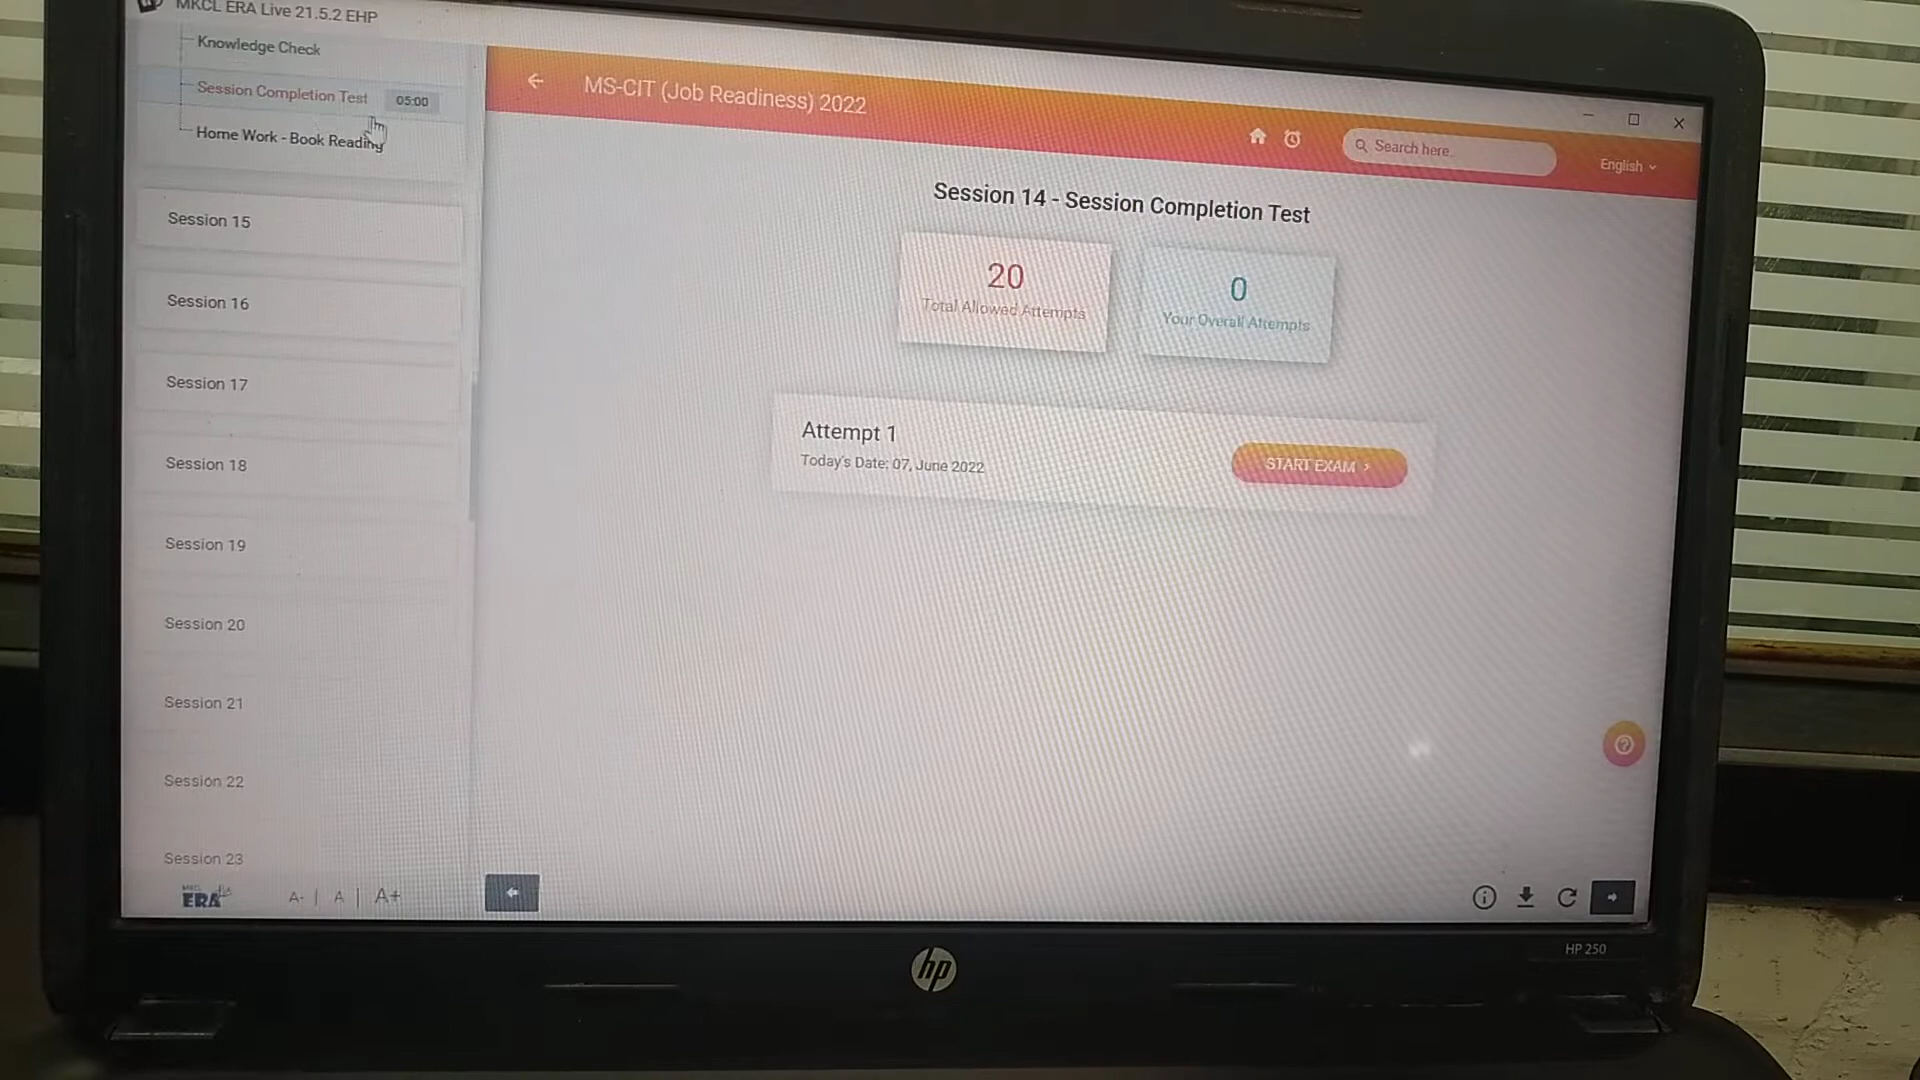 MKCL ERA Live 21.5.2 EHP
Knowledge Check
Session Completion Test 05:00
Home Work - Book Reading
Session 15
Session 16
Session 17
Session 18
Session 19
Session 20
Session 21
Session 22
Session 23
MKCL
ERA
A- | A | A+
MS-CIT (Job Readiness) 2022
Search here..
English
Session 14 - Session Completion Test
20
Total Allowed Attempts
0
Your Overall Attempts
Attempt 1
Today's Date: 07, June 2022
START EXAM
hp
HP 250